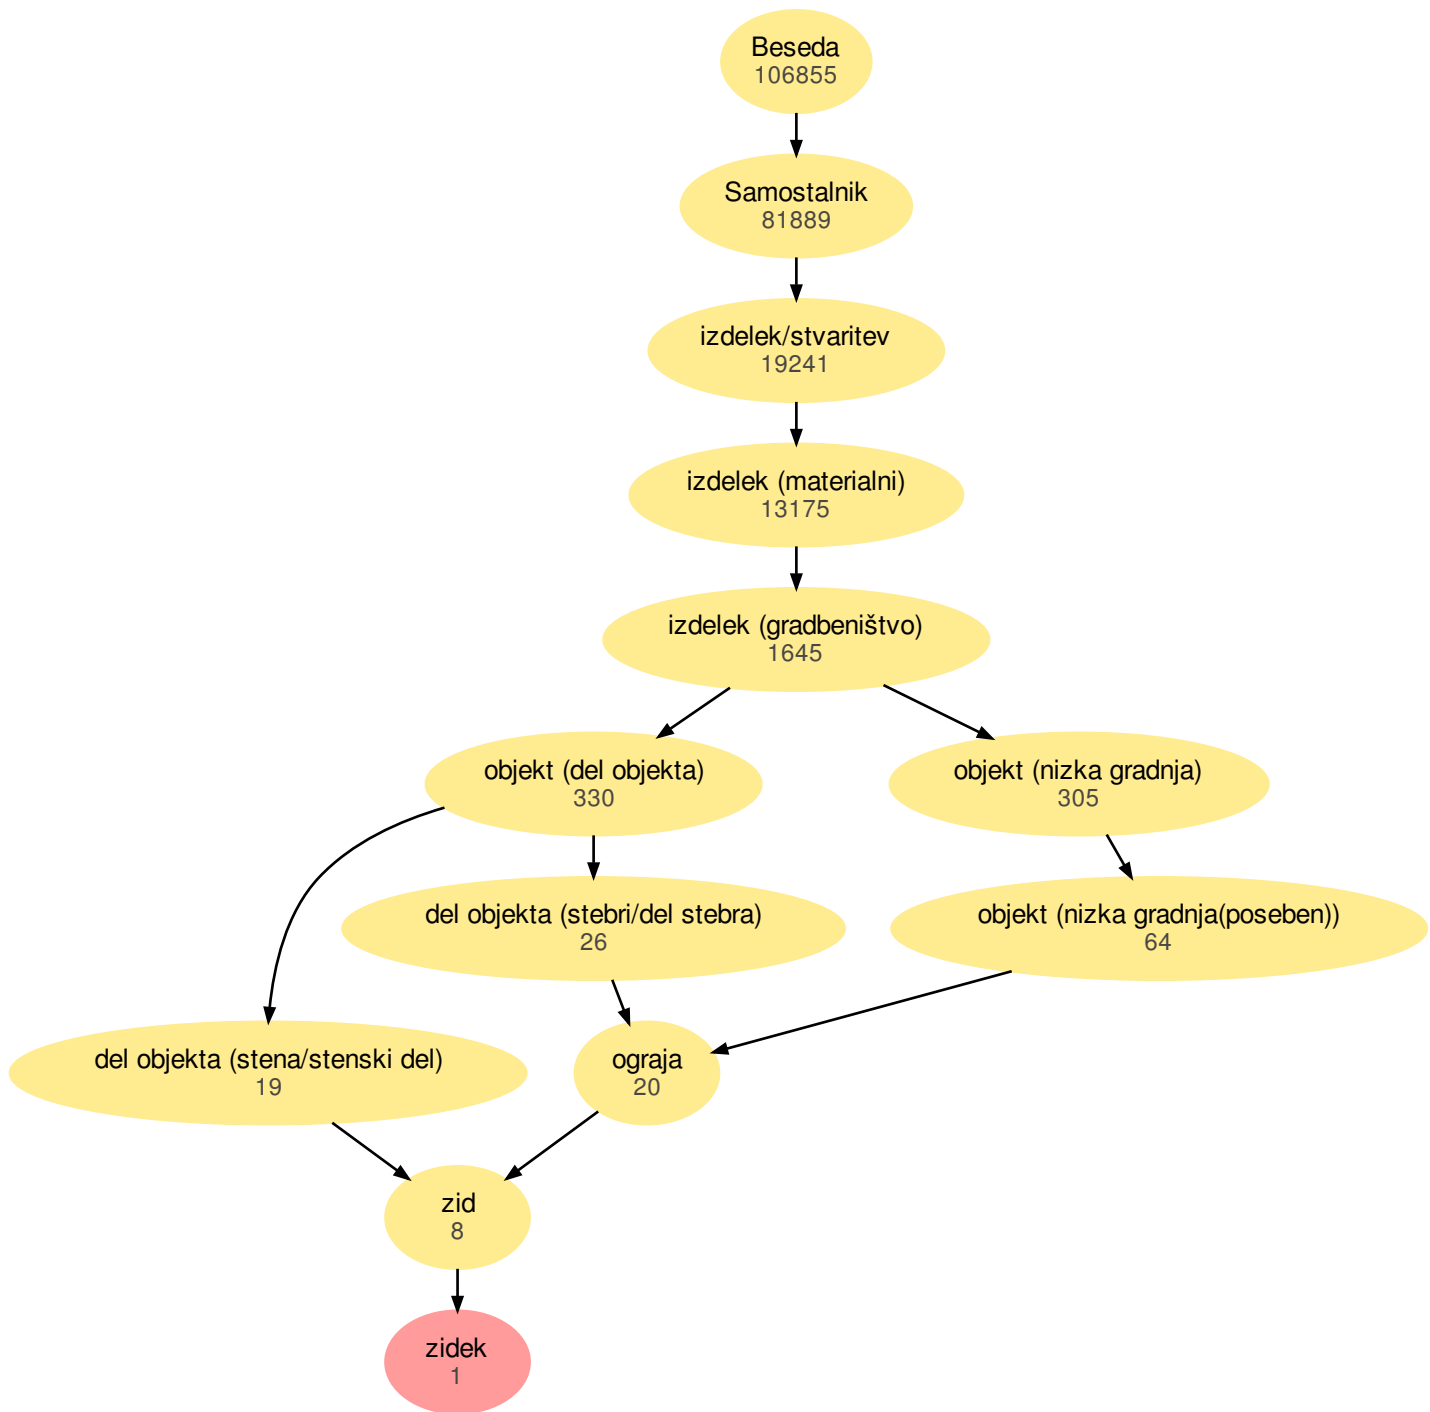 Beseda
106855
Samostalnik
81889
izdelek/stvaritev
19241
izdelek (materialni)
13175
izdelek (gradbeništvo)
1645
objekt (del objekta)
330
objekt (nizka gradnja)
305
del objekta (stebri/del stebra)
26
objekt (nizka gradnja(poseben))
64
del objekta (stena/stenski del)
19
ograja
20
zid
8
zidek
1